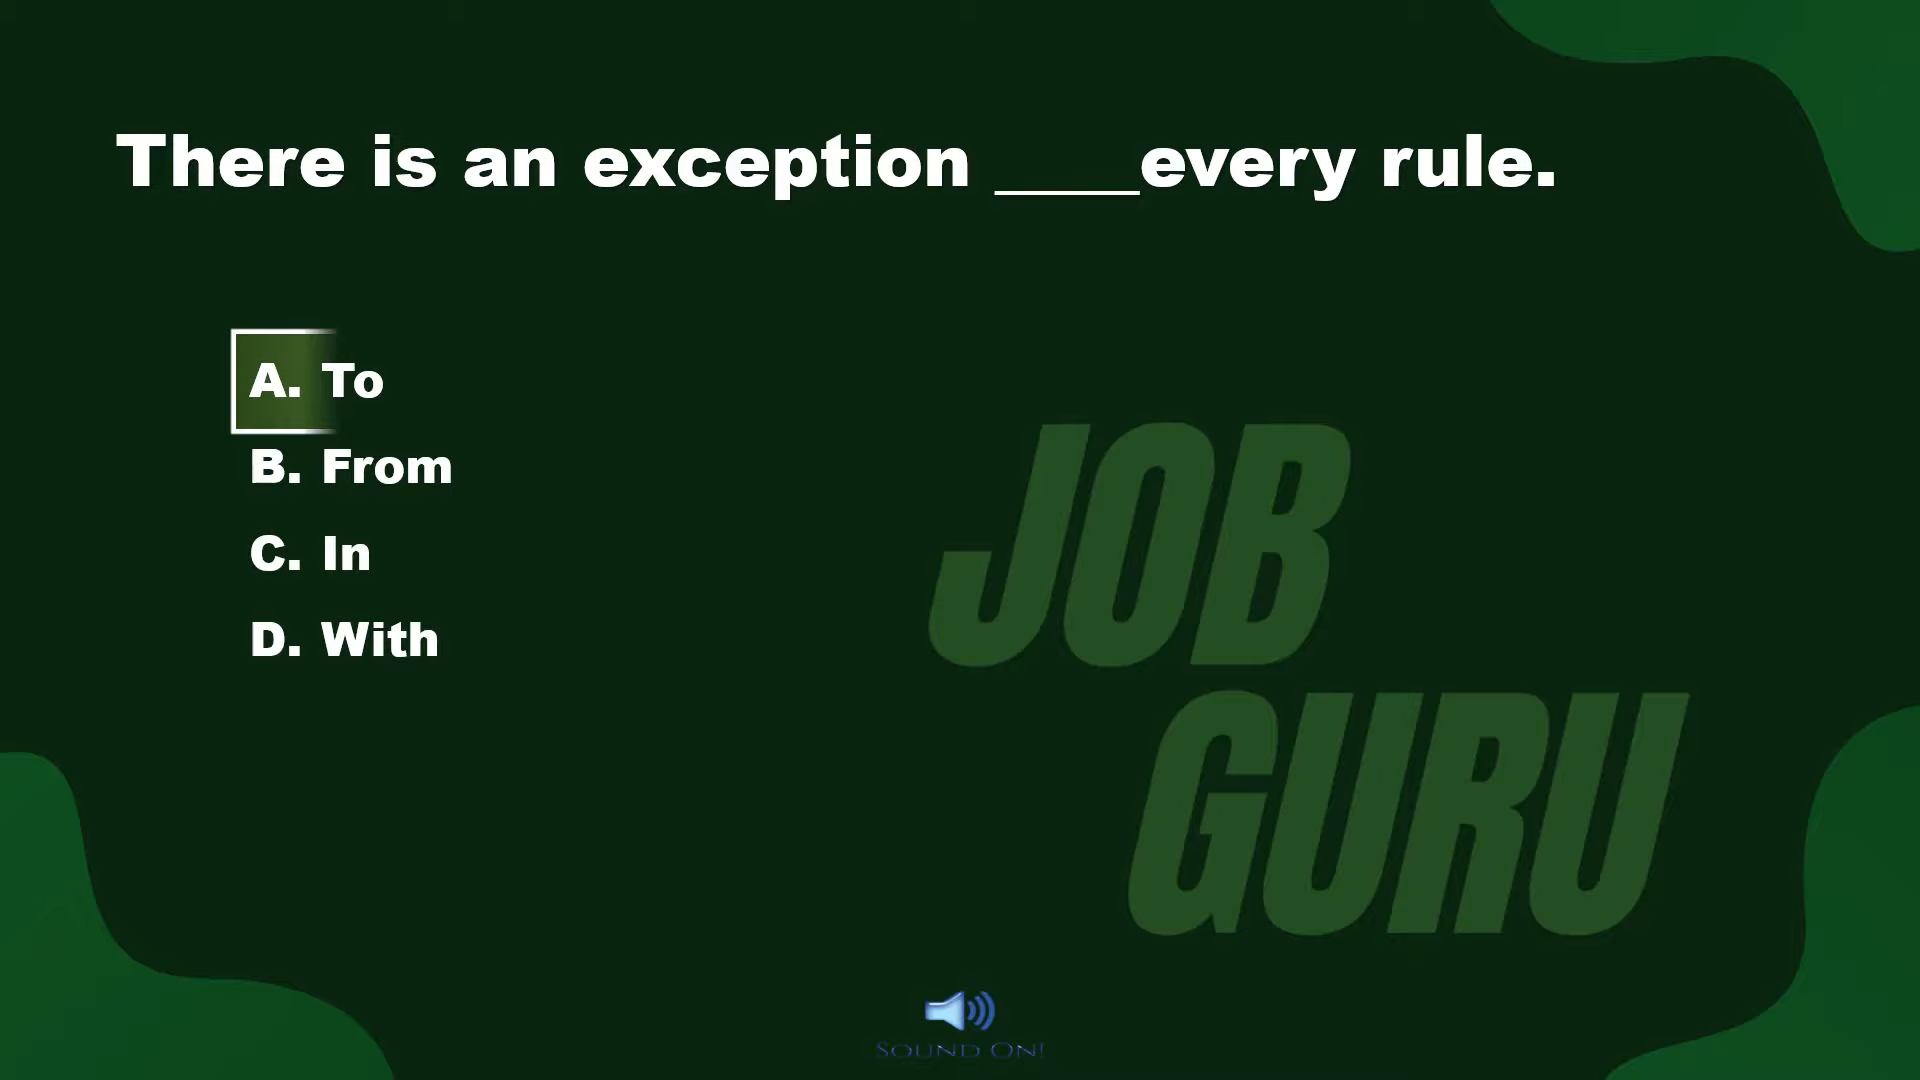 There is an exception ____every rule.
A. To
B. From
C. In
D. With
JOB
GURU
SOUND ON!